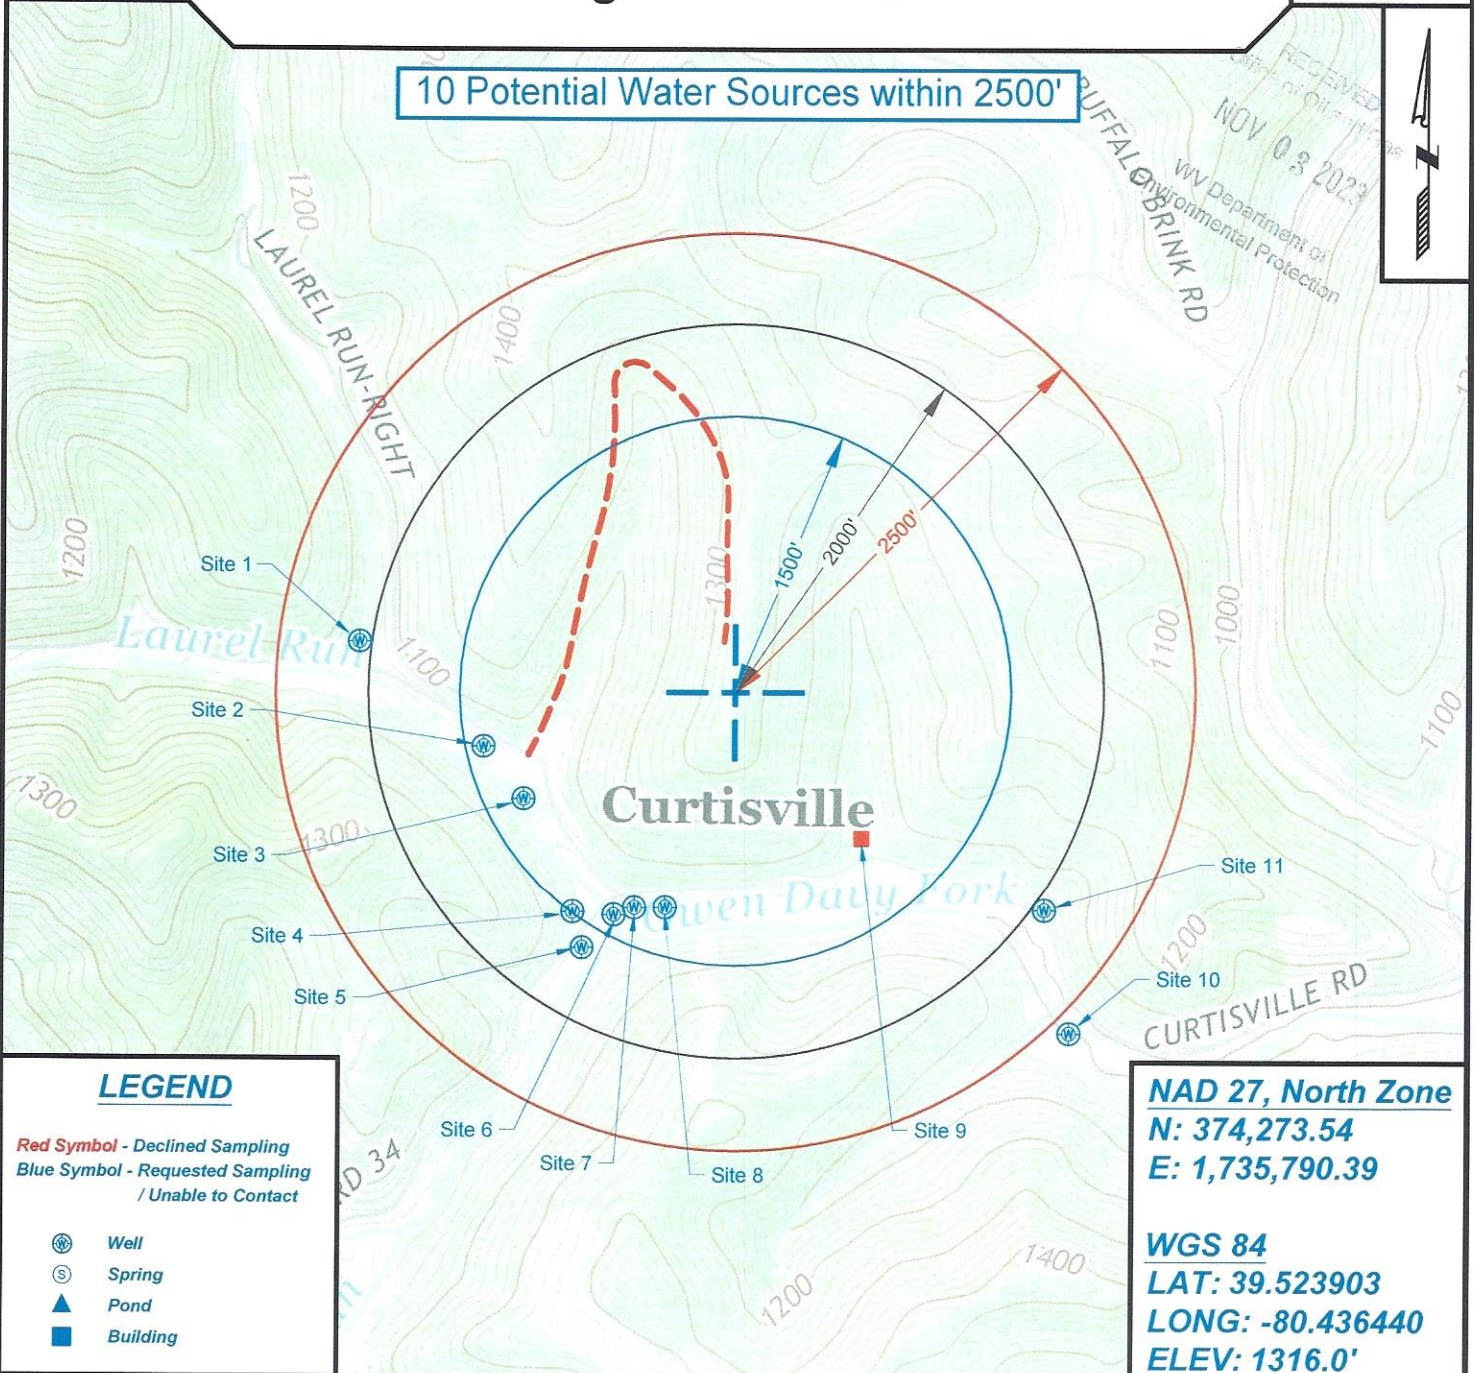 10 Potential Water Sources within 2500'
RECEIVED
NOV 03 2023
WV Department of
Environmental Protection
BUFFALO BRINK RD
1200
LAUREL RUN-RIGHT
1400
1200
1300
1500'
2000'
2500'
Site 1
Laurel Run
1100
1100
1000
Site 2
1100
1300
Curtisville
Site 3
1300
Owen Davy Fork
Site 11
Site 4
1200
Site 5
Site 10
CURTISVILLE RD
Site 6
Site 7
Site 8
Site 9
RD 34
1400
1200
LEGEND
Red Symbol - Declined Sampling
Blue Symbol - Requested Sampling
/ Unable to Contact
W Well
S Spring
Pond
Building
NAD 27, North Zone
N: 374,273.54
E: 1,735,790.39
WGS 84
LAT: 39.523903
LONG: -80.436440
ELEV: 1316.0'